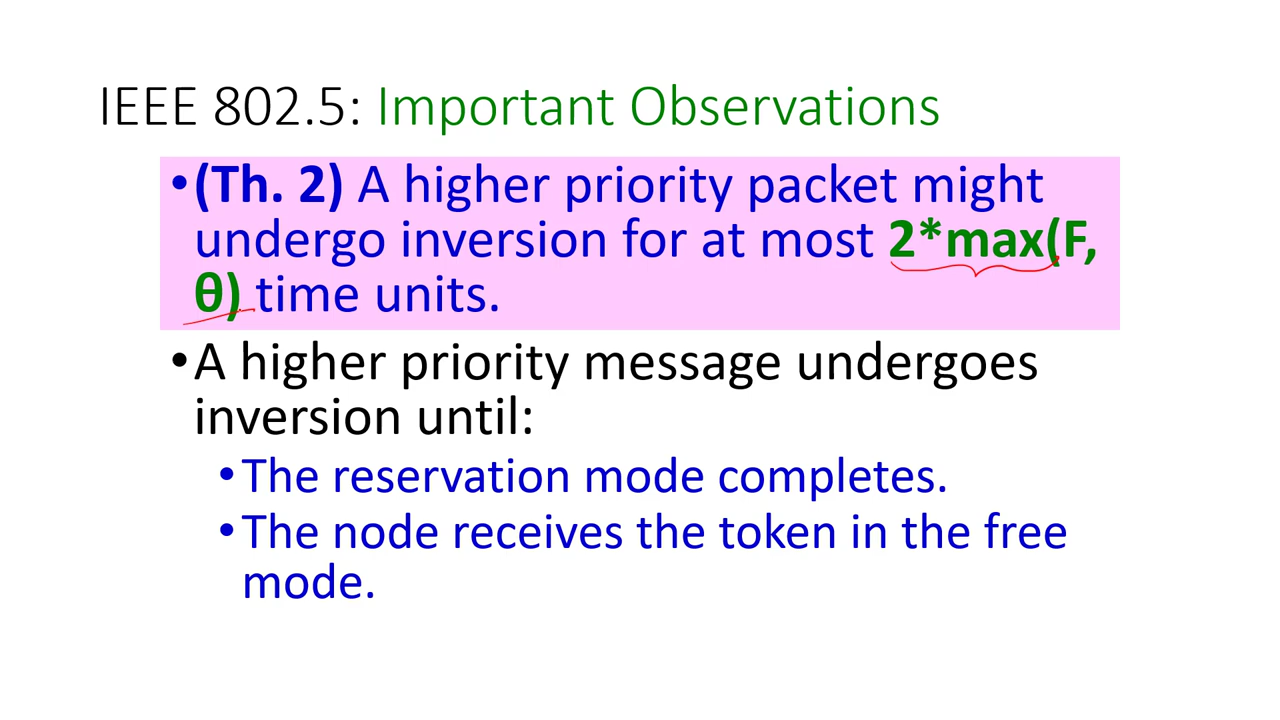 IEEE 802.5: Important Observations
•(Th. 2) A higher priority packet might
undergo inversion for at most 2*max(F,
θ) time units.
•A higher priority message undergoes
inversion until:
•The reservation mode completes.
•The node receives the token in the free
mode.